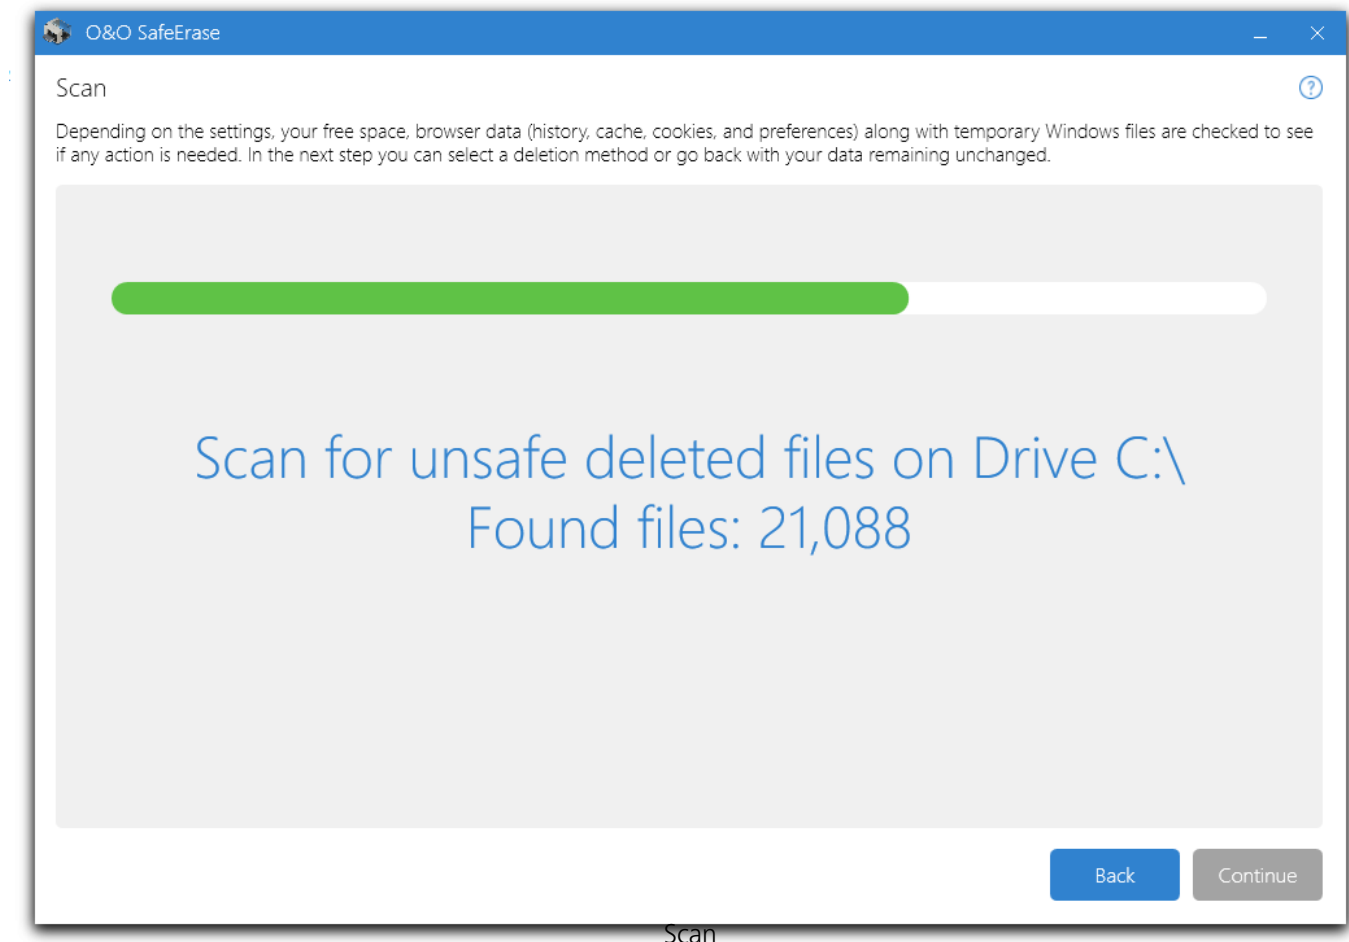 O&O SafeErase
Scan
Depending on the settings, your free space, browser data (history, cache, cookies, and preferences) along with temporary Windows files are checked to see
if any action is needed. In the next step you can select a deletion method or go back with your data remaining unchanged.
Scan for unsafe deleted files on Drive C:\
Found files: 21,088
Back
Continue
Scan